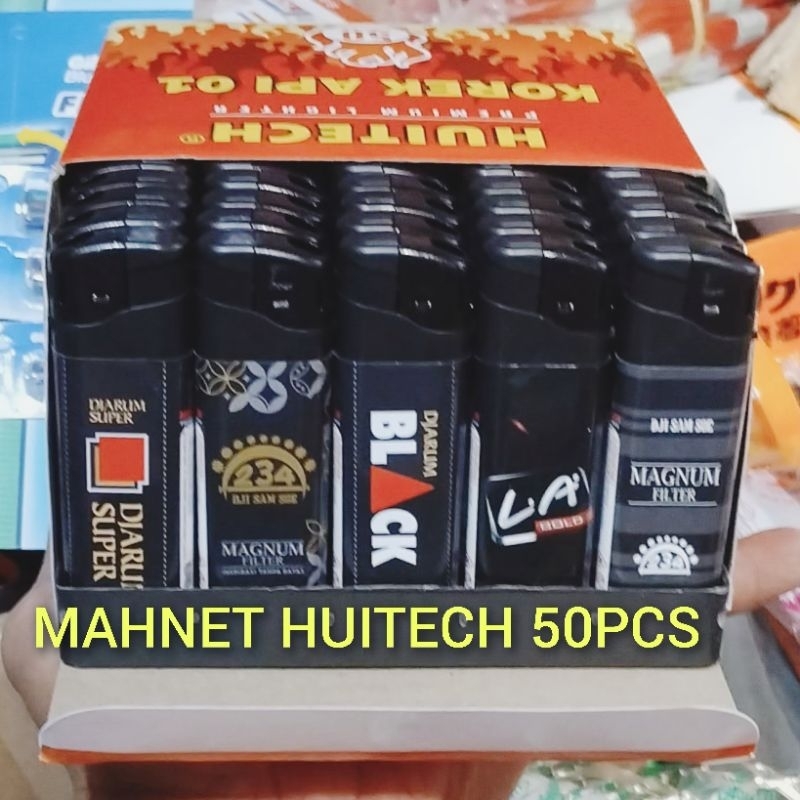 HUITECH®
PREMIUM LIGHTER
KOREK API 01
DJARUM
SUPER
DJARUM
SUPER
234
DJI SAM SOE
MAGNUM
FILTER
DJARUM
BLACK
L.A.
BOLD
DJI SAM SOE
MAGNUM
FILTER
234
MAHNET HUITECH 50PCS